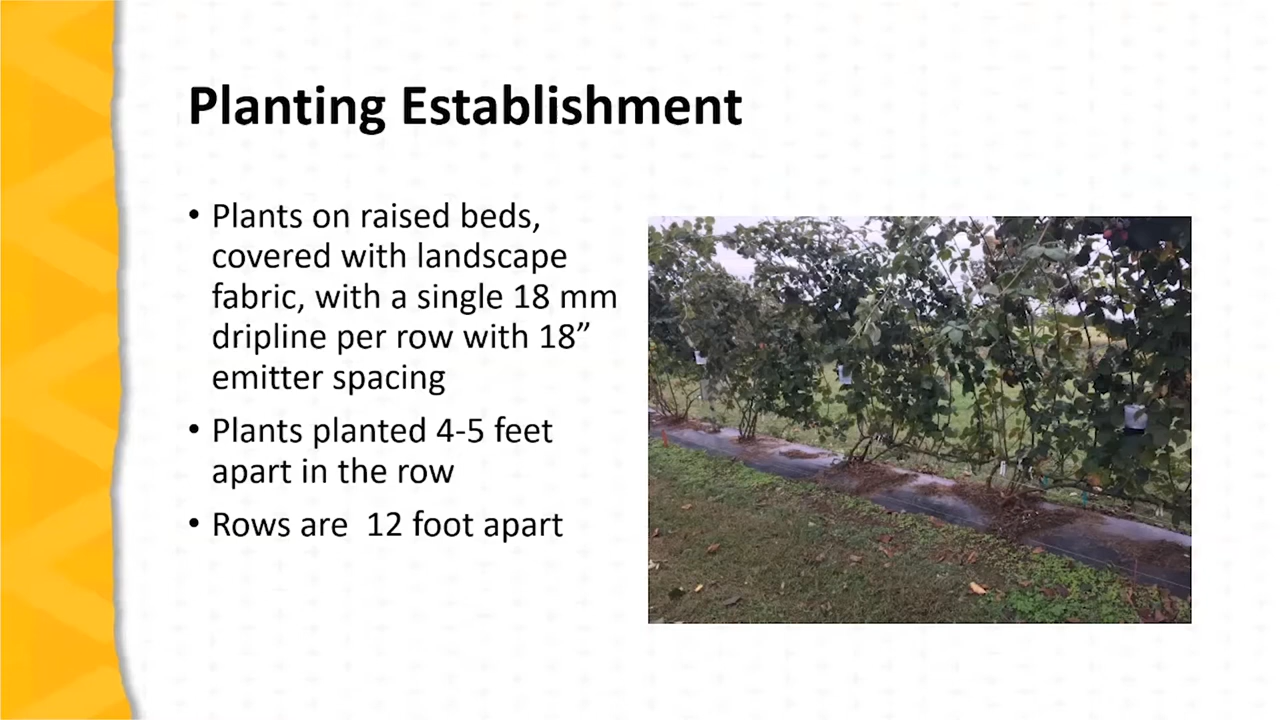 Planting Establishment
• Plants on raised beds,
covered with landscape
fabric, with a single 18 mm
dripline per row with 18”
emitter spacing
• Plants planted 4-5 feet
apart in the row
• Rows are  12 foot apart